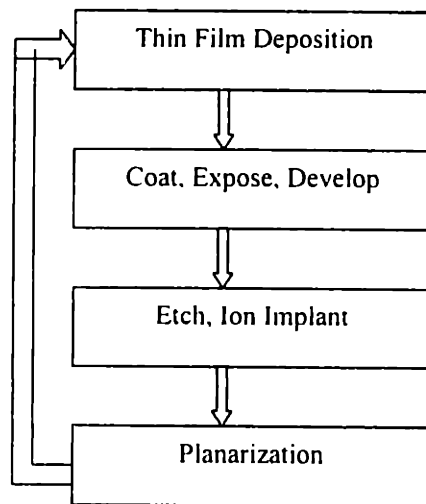 Thin Film Deposition
Coat, Expose, Develop
Etch, Ion Implant
Planarization